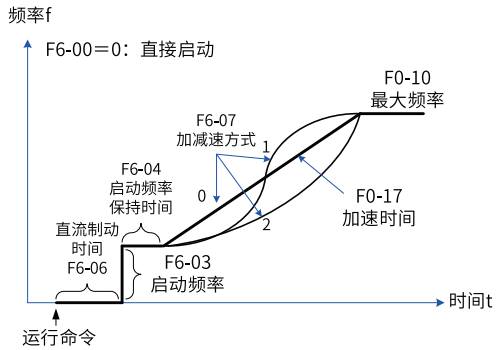 频率f
F6-00＝0：直接启动
F0-10
最大频率
F6-07
加减速方式
1
F6-04
启动频率
保持时间
0
F0-17
加速时间
2
直流制动
时间
F6-06
F6-03
启动频率
时间t
运行命令